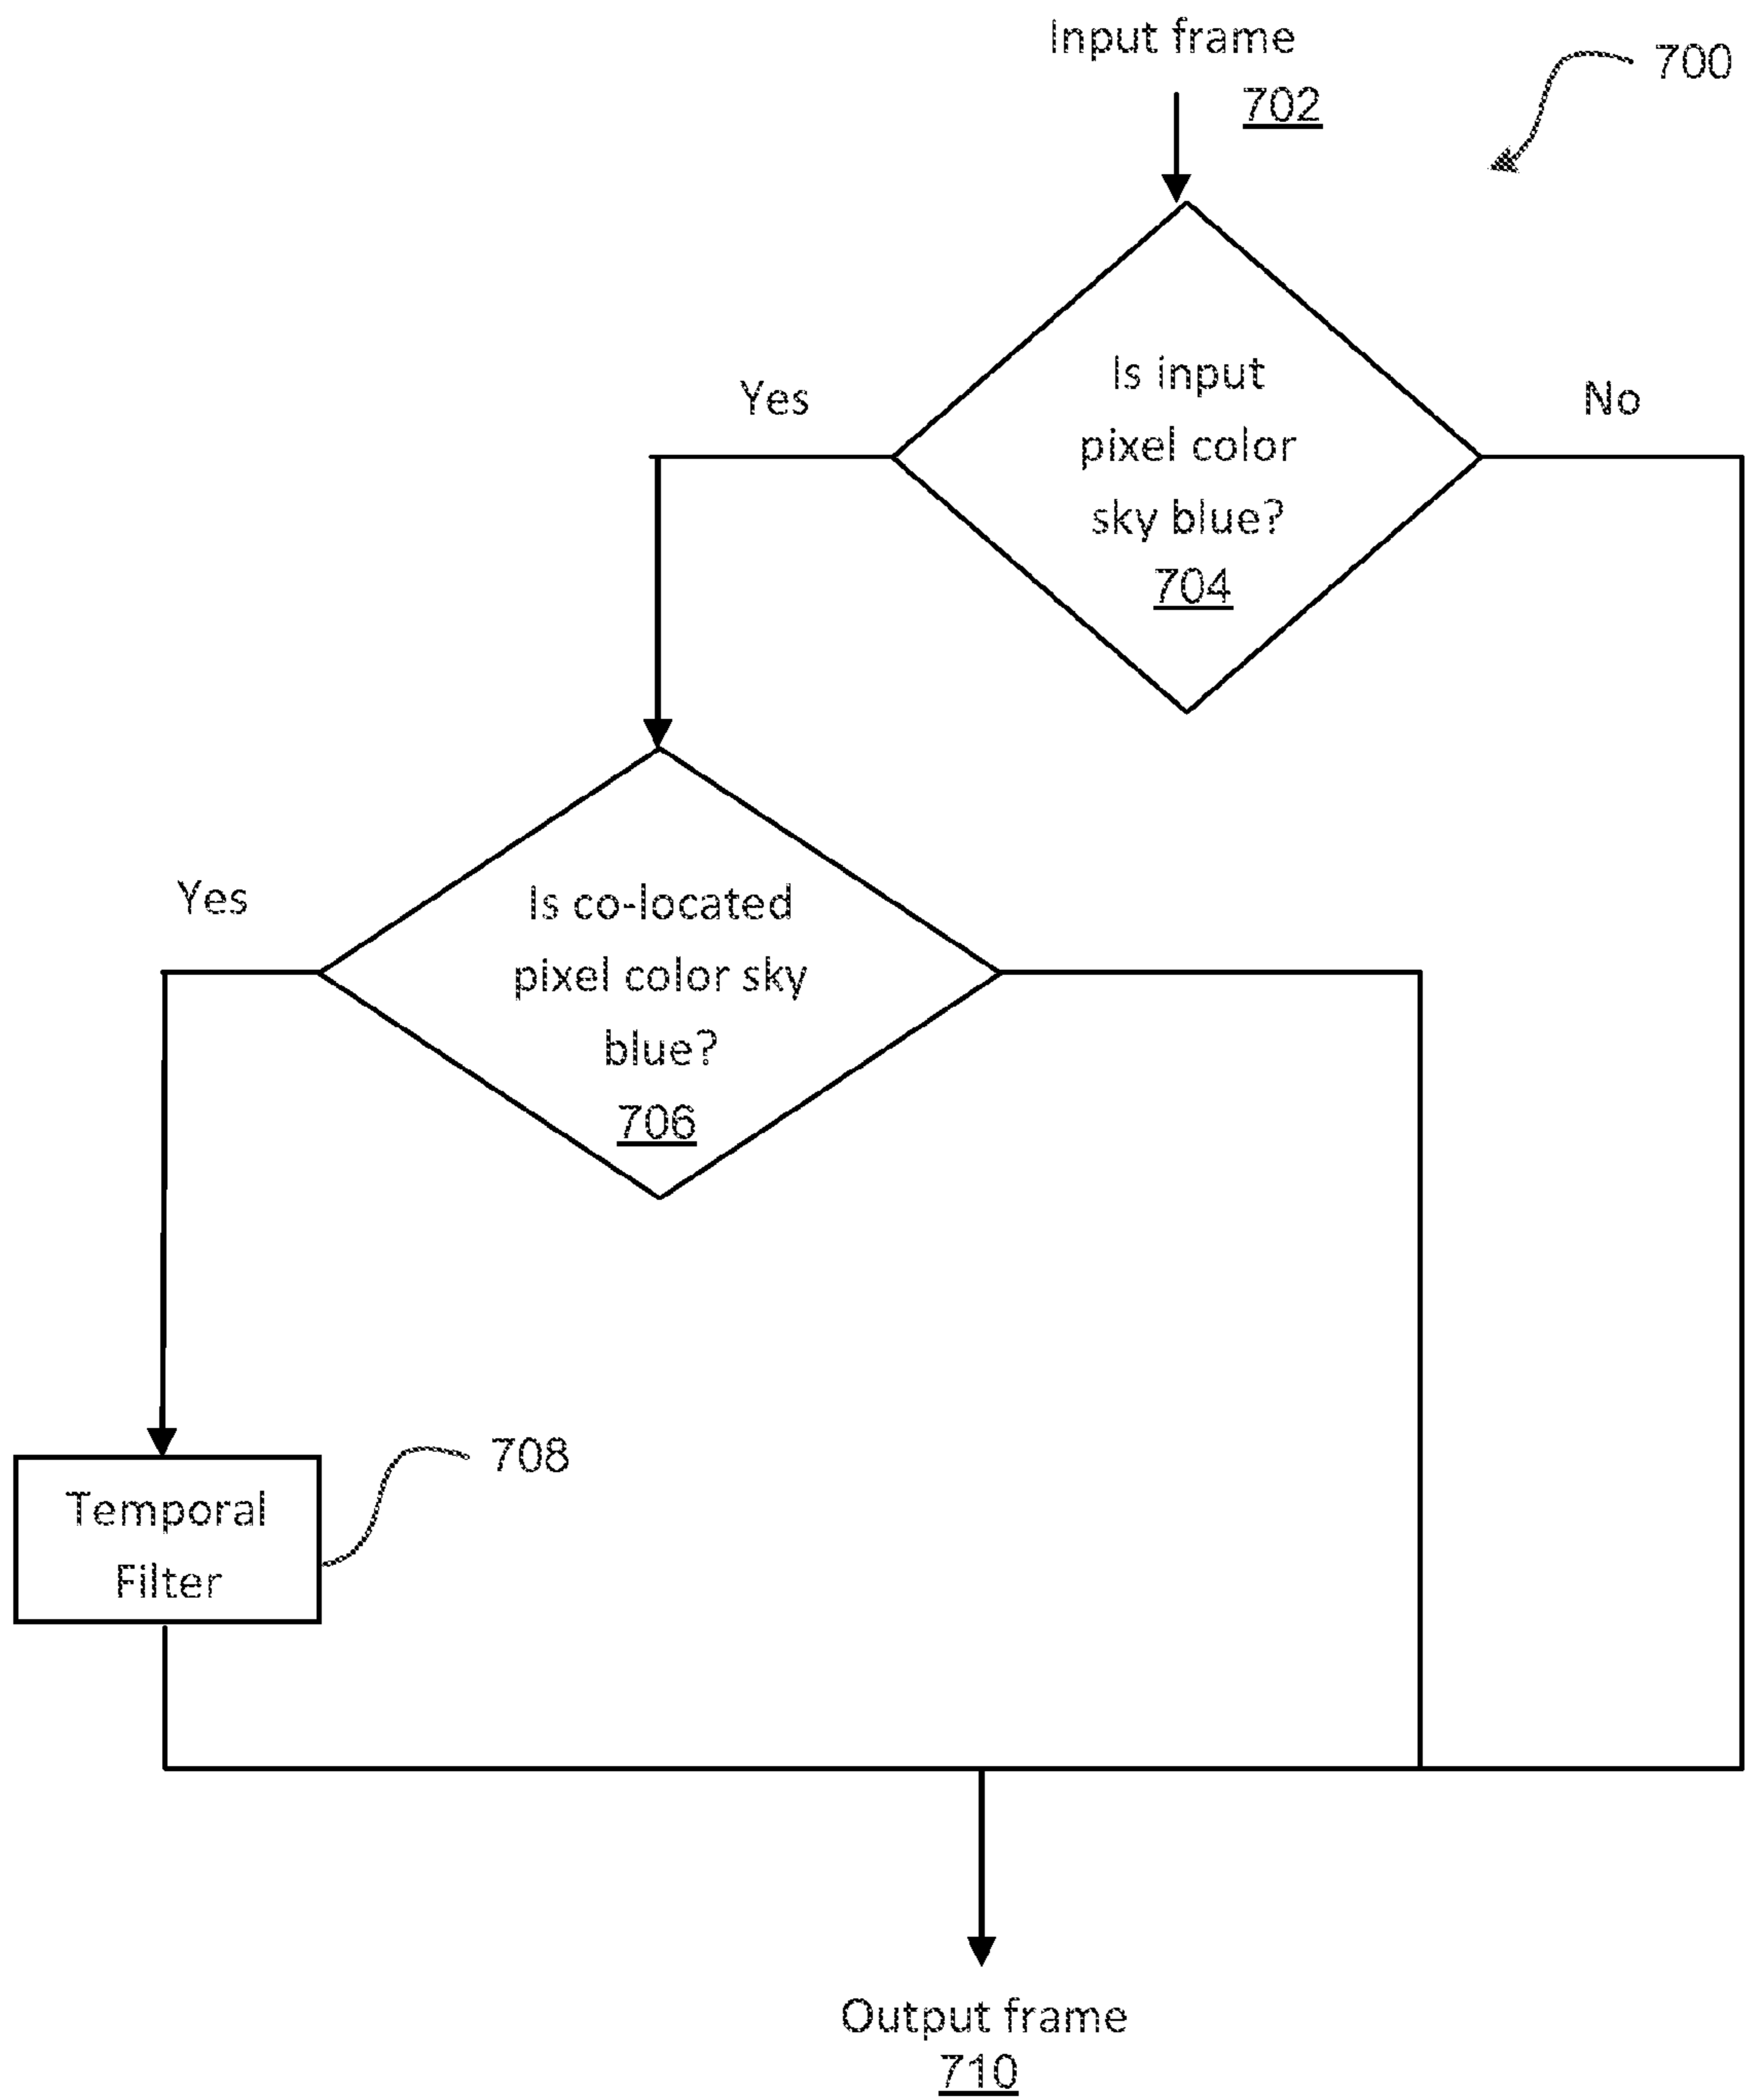 Input frame
702
700
Is input
pixel color
sky blue?
704
Yes
No
Is co-located
pixel color sky
blue?
706
Yes
708
Temporal
Filter
Output frame
710